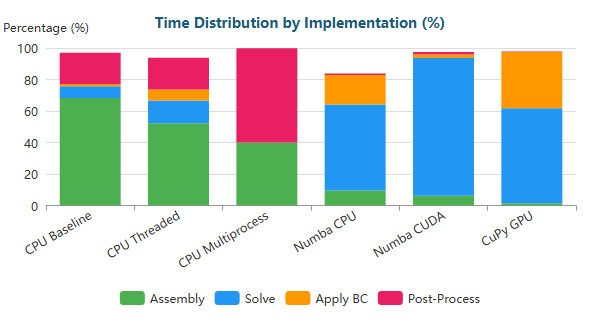 Time Distribution by Implementation (%)
Percentage (%)
100
80
60
40
20
0
CPU Baseline
CPU Threaded
CPU Multiprocess
Numba CPU
Numba CUDA
CuPy GPU
Assembly
Solve
Apply BC
Post-Process